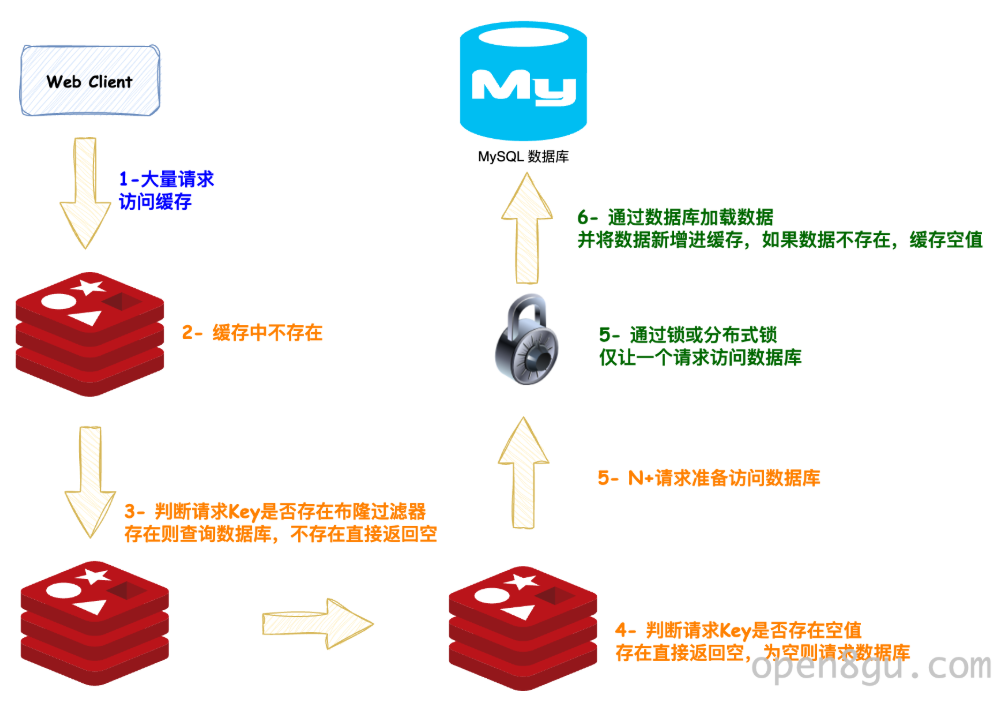 Web Client
1-大量请求
访问缓存
2- 缓存中不存在
3- 判断请求Key是否存在布隆过滤器
存在则查询数据库，不存在直接返回空
4- 判断请求Key是否存在空值
存在直接返回空，为空则请求数据库
5- N+请求准备访问数据库
5- 通过锁或分布式锁
仅让一个请求访问数据库
6- 通过数据库加载数据
并将数据新增进缓存，如果数据不存在，缓存空值
My
MySQL 数据库
open8gu.com